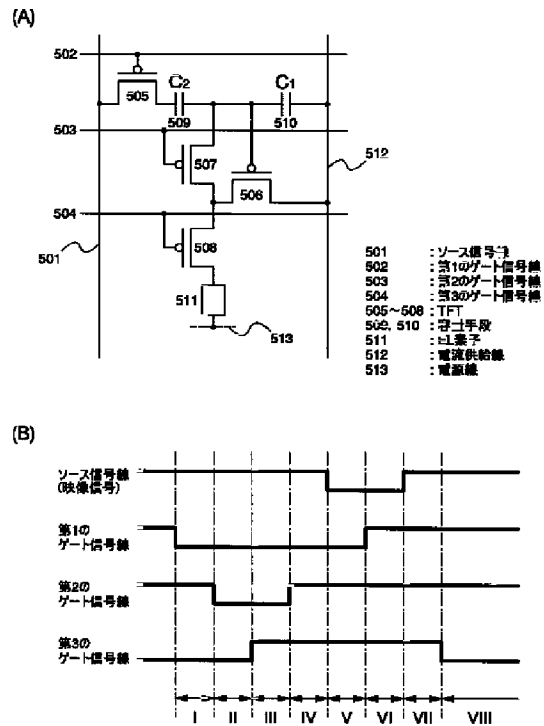 (A)
502
505
C2
509
C1
510
503
507
512
506
504
508
501
511
513
501 : ソース信号線
502 : 第1のゲート信号線
503 : 第2のゲート信号線
504 : 第3のゲート信号線
505~508 : TFT
509, 510 : 容量手段
511 : EL素子
512 : 電流供給線
513 : 電源線
(B)
ソース信号線
(映像信号)
第1の
ゲート信号線
第2の
ゲート信号線
第3の
ゲート信号線
I II III IV V VI VII VIII